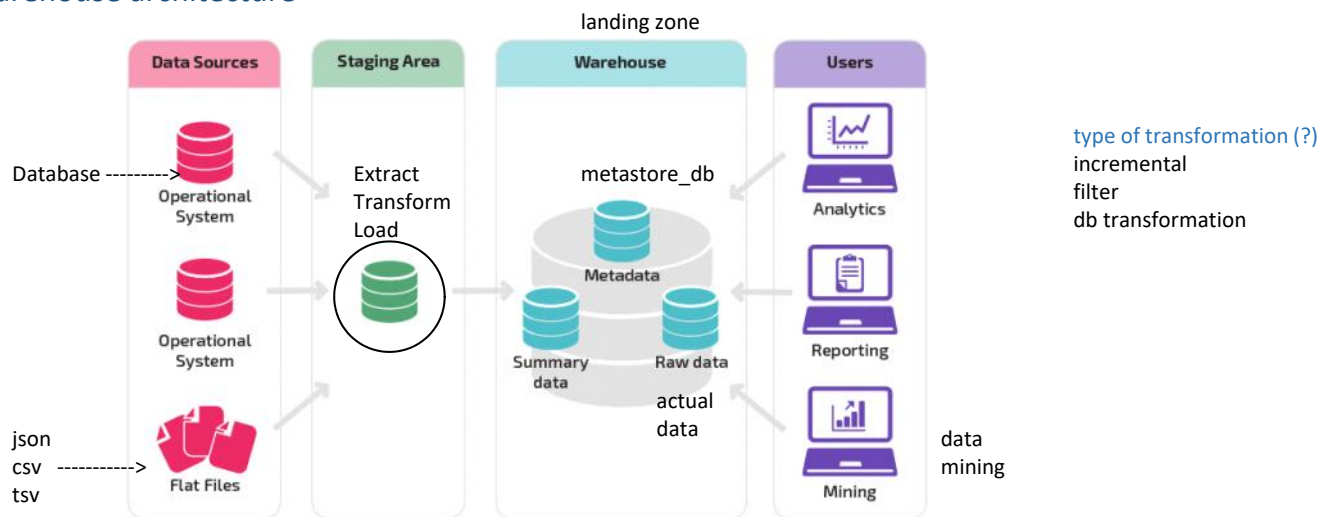 landing zone
Data Sources
Staging Area
Warehouse
Users
Database --------->
Operational
System
Operational
System
json
csv ----------->
tsv
Flat Files
Extract
Transform
Load
metastore_db
Metadata
Summary
data
Raw data
actual
data
Analytics
Reporting
Mining
data
mining
type of transformation (?)
incremental
filter
db transformation